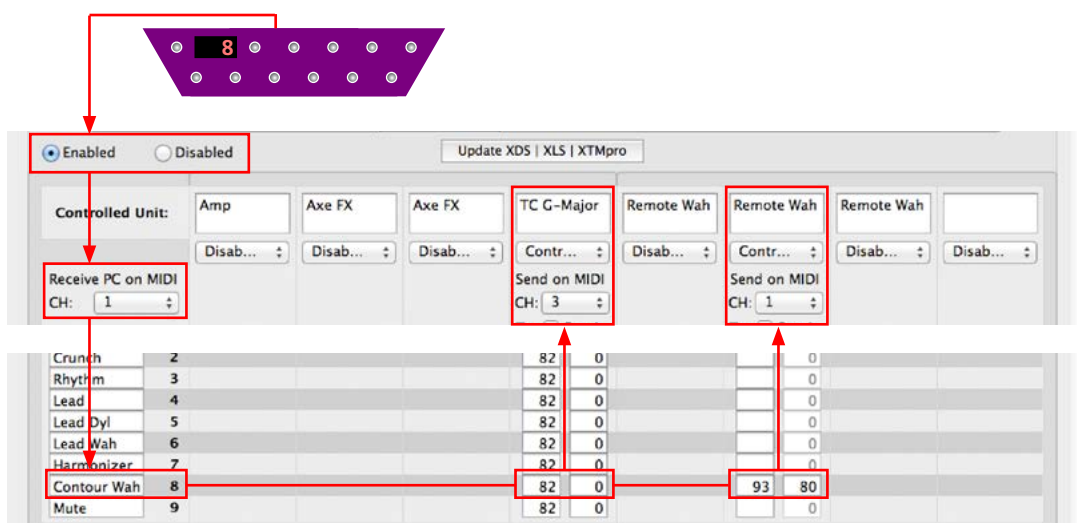 8
Enabled Disabled Update XDS | XLS | XTMpro
Controlled Unit: Amp Axe FX Axe FX TC G-Major Remote Wah Remote Wah Remote Wah
Disab... Disab... Disab... Contr... Disab... Contr... Disab... Disab...
Receive PC on MIDI Send on MIDI Send on MIDI
CH: 1 CH: 3 CH: 1
Crunch 2 82 0 0
Rhythm 3 82 0 0
Lead 4 82 0 0
Lead Dyl 5 82 0 0
Lead Wah 6 82 0 0
Harmonizer 7 82 0 0
Contour Wah 8 82 0 93 80
Mute 9 82 0 0